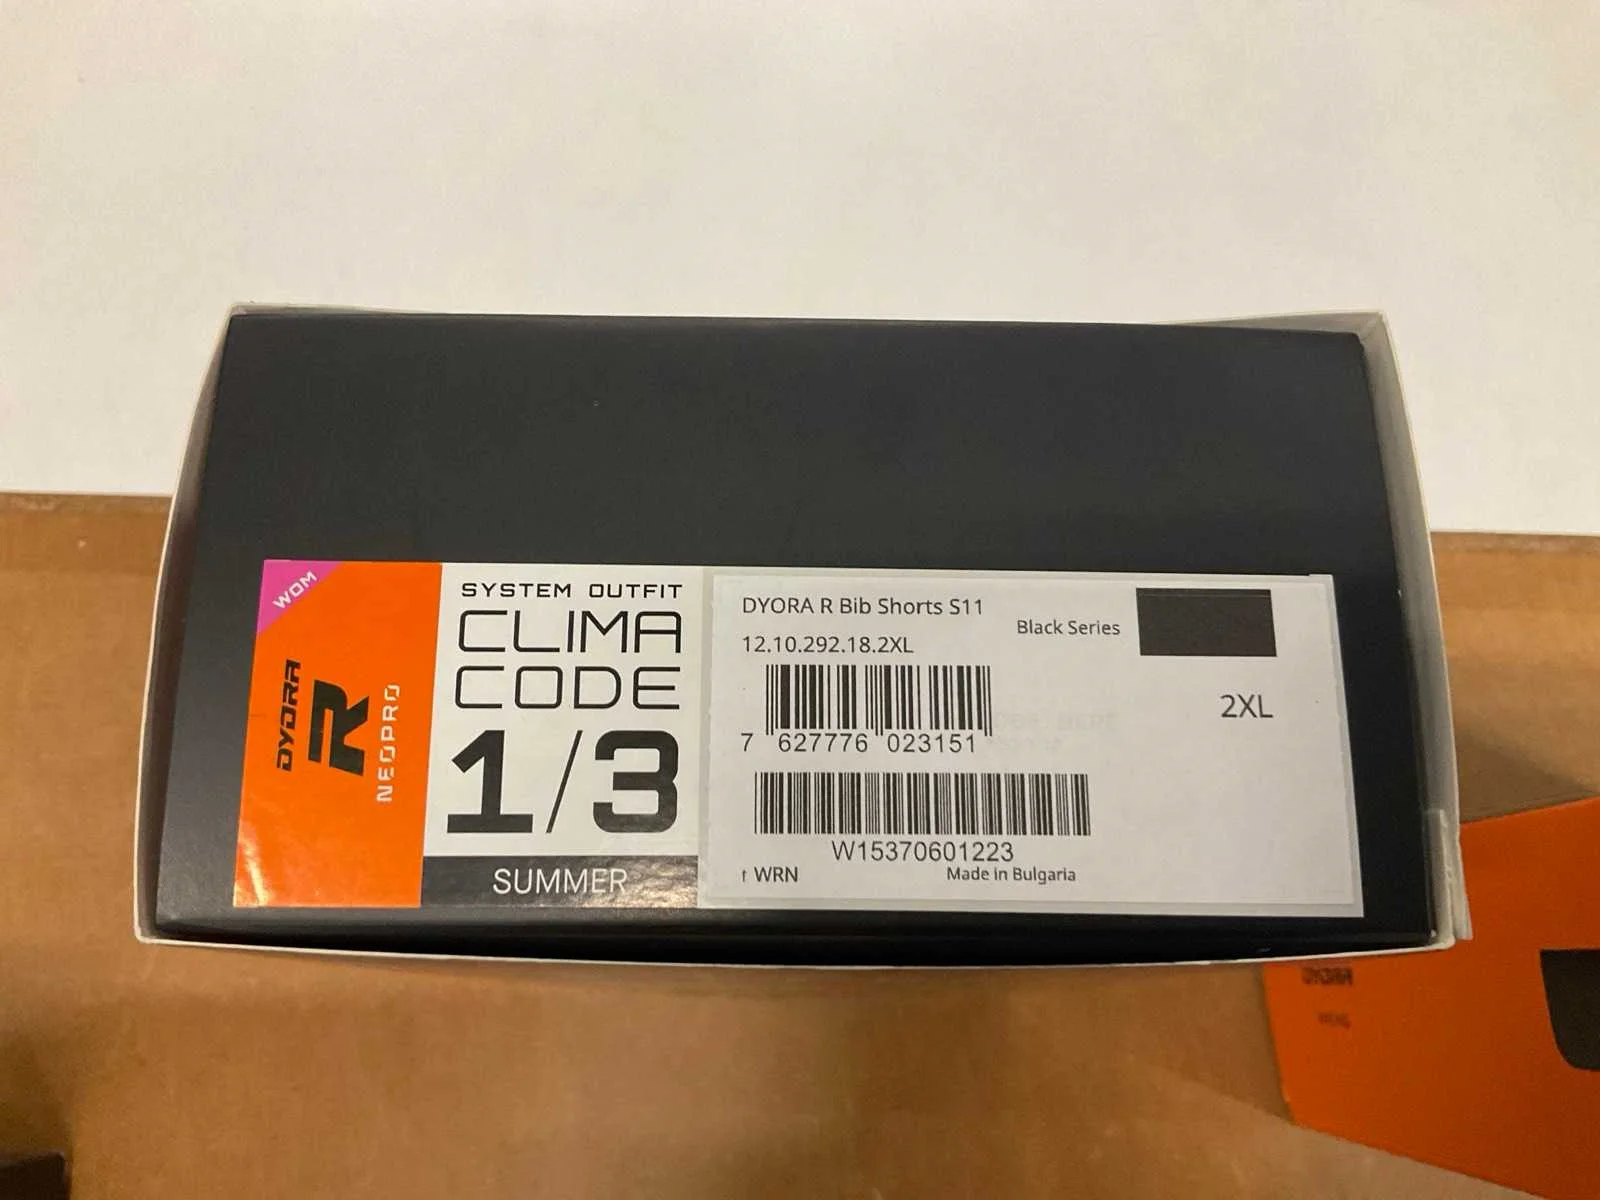 WOM
DYORA
R
NEOPRO
SYSTEM OUTFIT
CLIMA
CODE
1/3
SUMMER
DYORA R Bib Shorts S11
12.10.292.18.2XL
Black Series
2XL
7 627776 023151
W15370601223
t WRN
Made in Bulgaria
DYORA